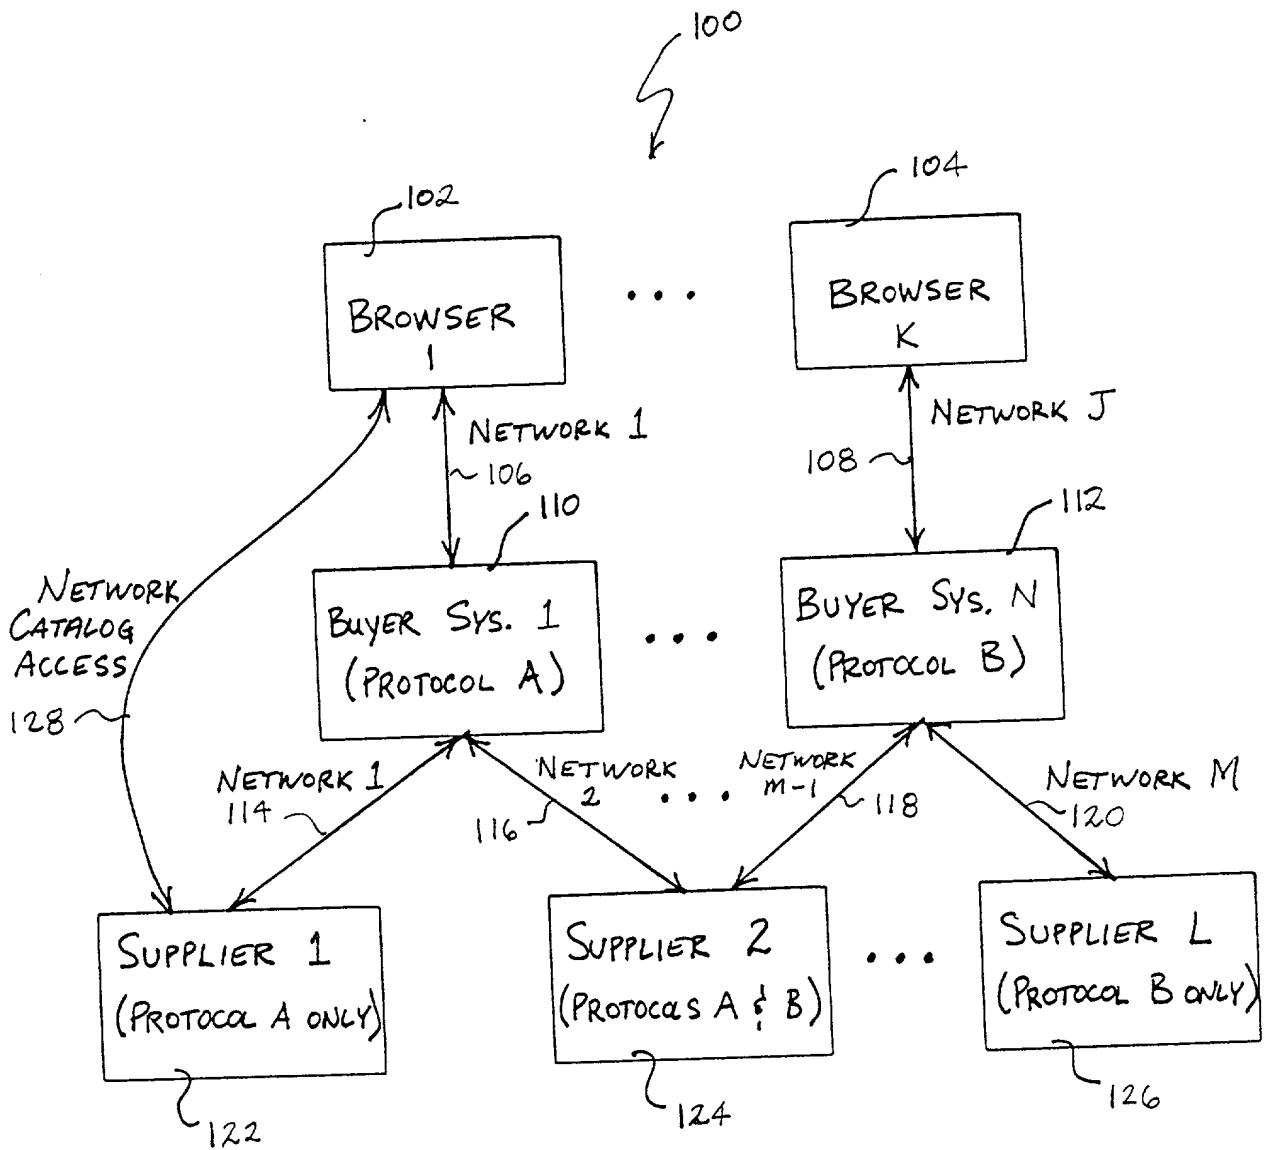 100
102
104
BROWSER
1
• • •
BROWSER
K
NETWORK 1
106
NETWORK J
108
110
112
NETWORK
CATALOG
ACCESS
128
BUYER SYS. 1
(PROTOCOL A)
• • •
BUYER SYS. N
(PROTOCOL B)
NETWORK 1
114
NETWORK
2
116
• • •
NETWORK
M-1
118
NETWORK M
120
SUPPLIER 1
(PROTOCOL A ONLY)
122
SUPPLIER 2
(PROTOCOLS A & B)
124
• • •
SUPPLIER L
(PROTOCOL B ONLY)
126